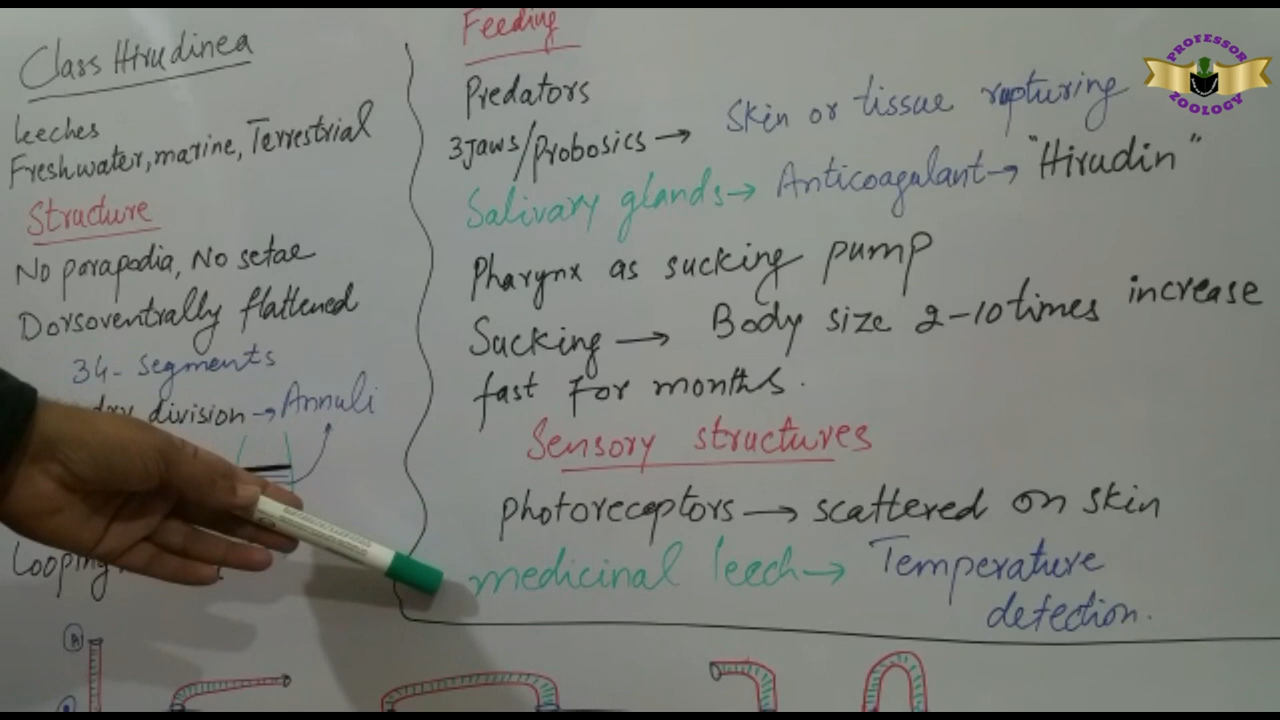 Class Hirudinea
leeches
Freshwater, marine, Terrestrial
Structure
No parapodia, No setae
Dorsoventrally flattened
34- segments
division → Annuli
Looping
A
Feeding
Predators
3Jaws/Probosics → Skin or tissue rupturing
Salivary glands → Anticoagulant → "Hirudin"
Pharynx as sucking pump
Sucking → Body size 2-10 times increase
fast For months.
Sensory structures
photoreceptors → scattered on skin
medicinal leech → Temperature
detection.
PROFESSOR
ZOOLOGY